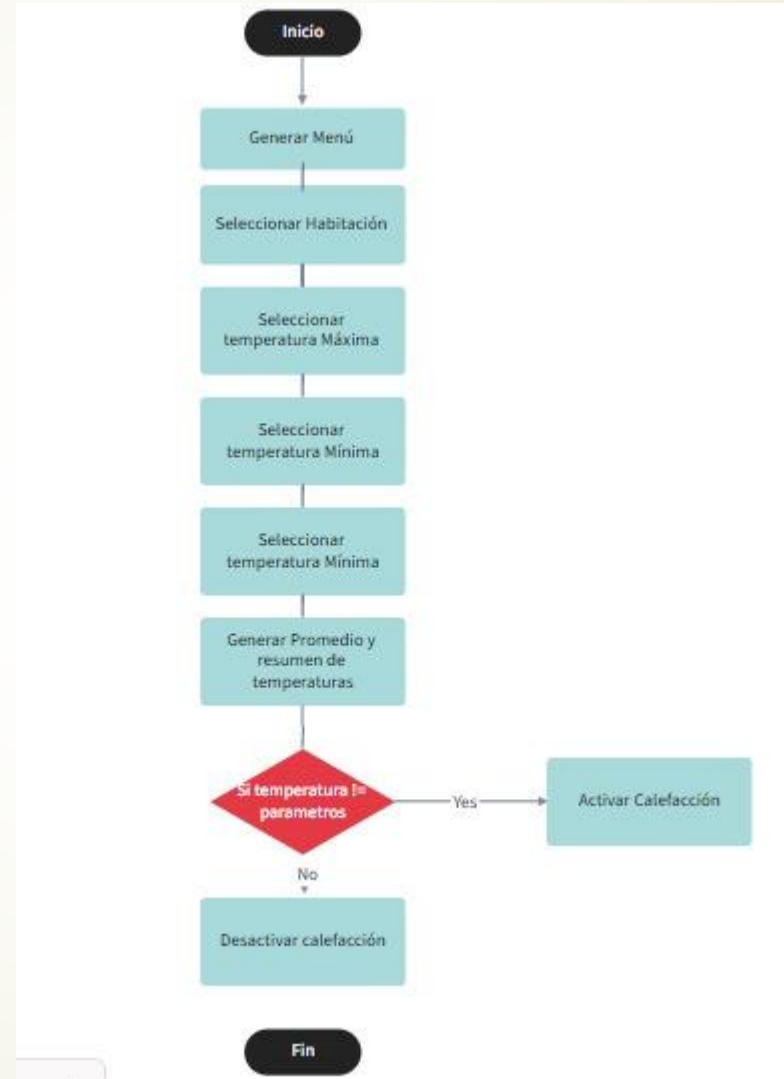 Inicio
Generar Menú
Seleccionar Habitación
Seleccionar
temperatura Máxima
Seleccionar
temperatura Mínima
Seleccionar
temperatura Mínima
Generar Promedio y
resumen de
temperaturas
Si temperatura !=
parametros
Yes
Activar Calefacción
No
Desactivar calefacción
Fin